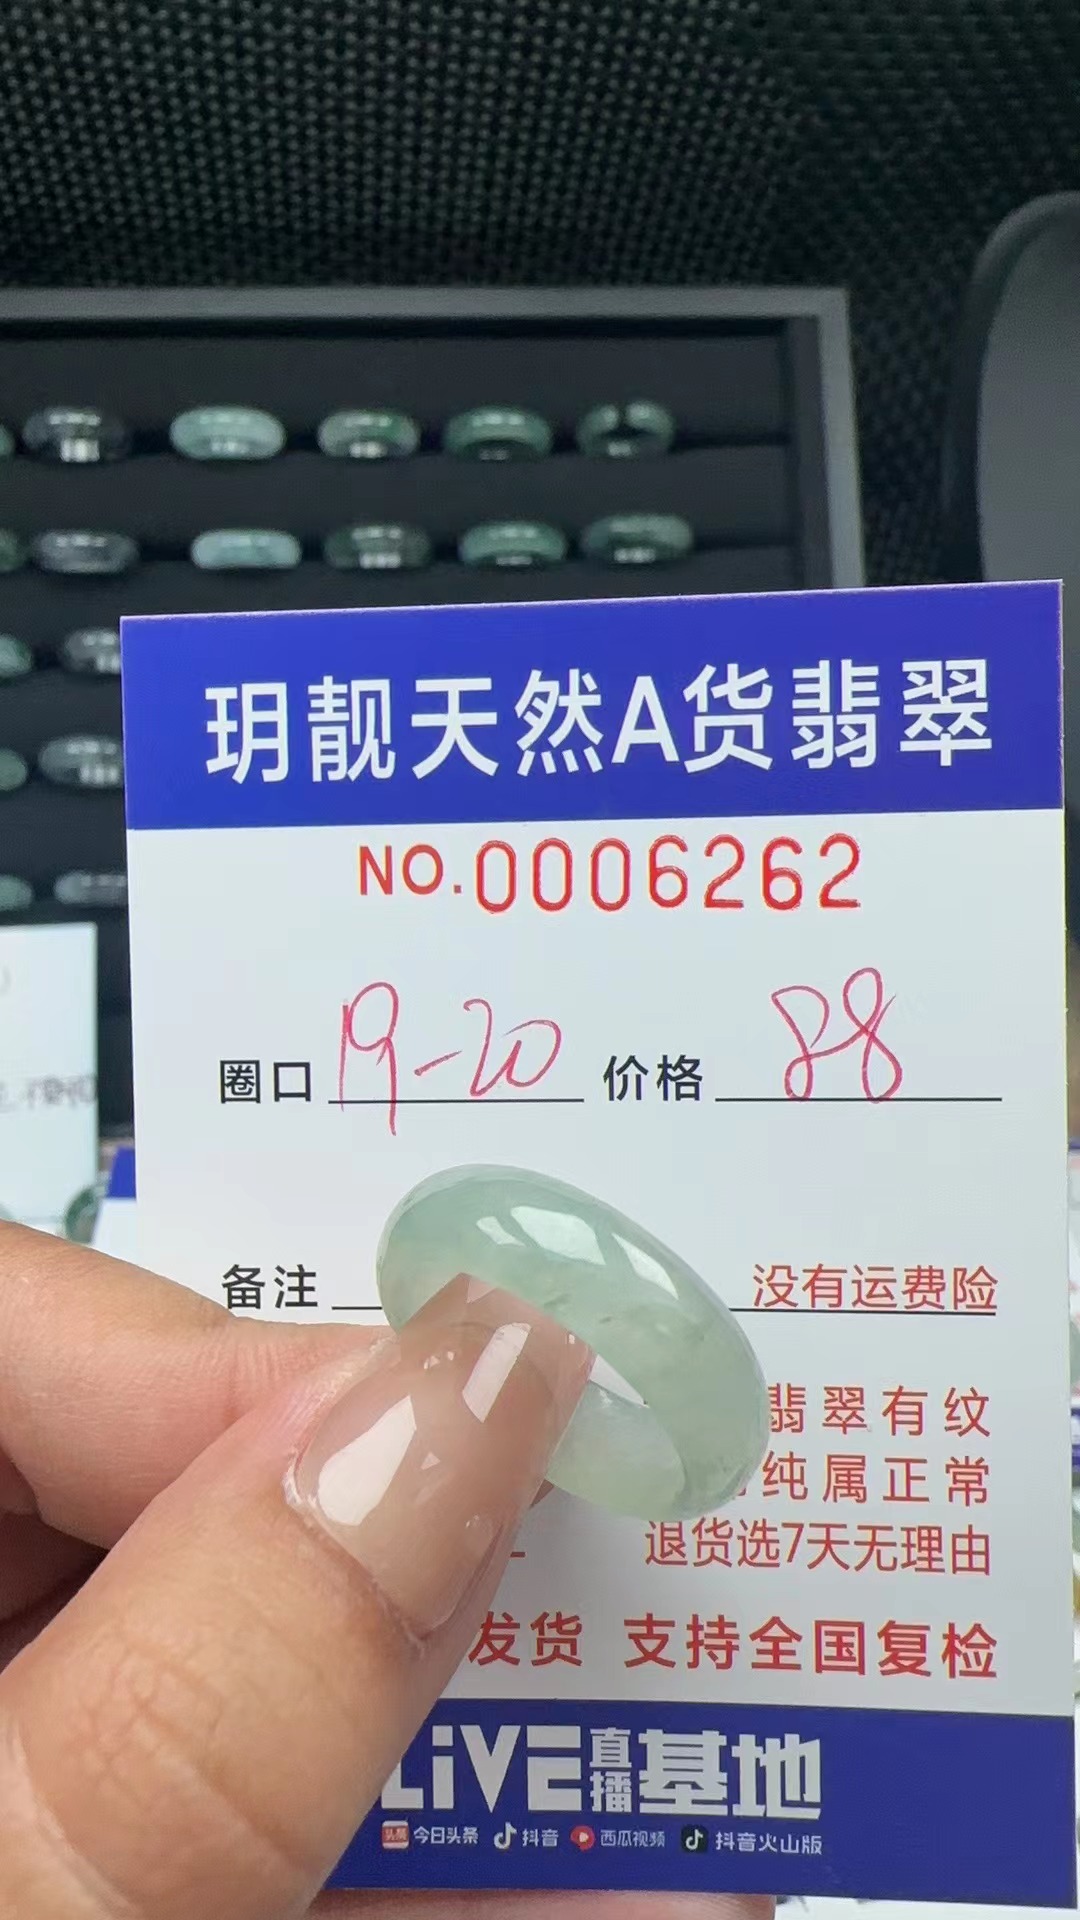 玥靓天然A货翡翠
NO.0006262
圈口 19-20 价格 88
备注 没有运费险
翡翠有纹
纯属正常
退货选7天无理由
发货 支持全国复检
LiVE直播基地
头条 今日头条 抖音 西瓜视频 抖音火山版